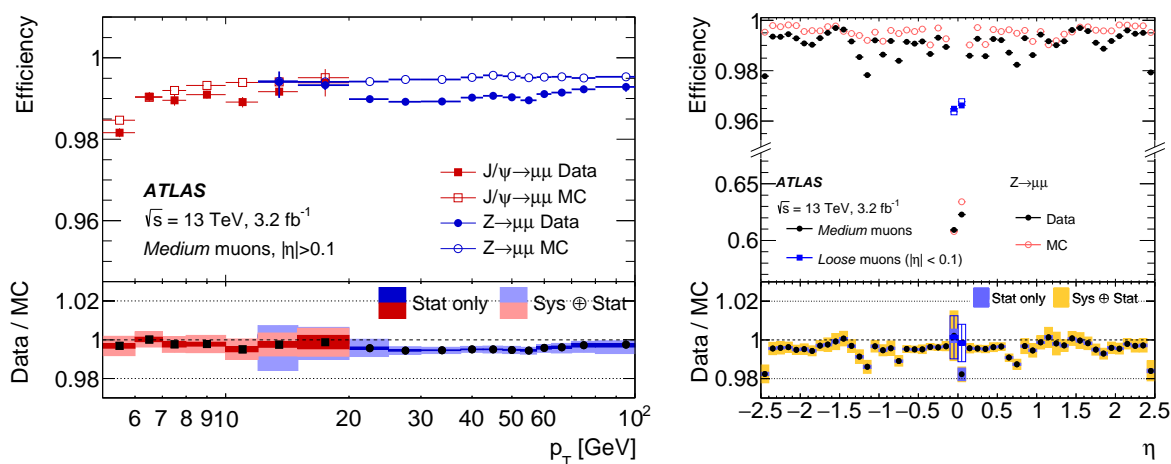 Efficiency
1
0.98
0.96
ATLAS
√s = 13 TeV, 3.2 fb⁻¹
Medium muons, |η|>0.1
J/ψ→μμ Data
J/ψ→μμ MC
Z→μμ Data
Z→μμ MC
Data / MC
1.02
1
0.98
Stat only
Sys ⊕ Stat
6 7 8 9 10 20 30 40 50 60 10²
p_T [GeV]
Efficiency
1
0.98
0.96
0.65
0.6
ATLAS
√s = 13 TeV, 3.2 fb⁻¹
Medium muons
Loose muons (|η| < 0.1)
Z→μμ
Data
MC
Data / MC
1.02
1
0.98
Stat only
Sys ⊕ Stat
−2.5 −2 −1.5 −1 −0.5 0 0.5 1 1.5 2 2.5
η